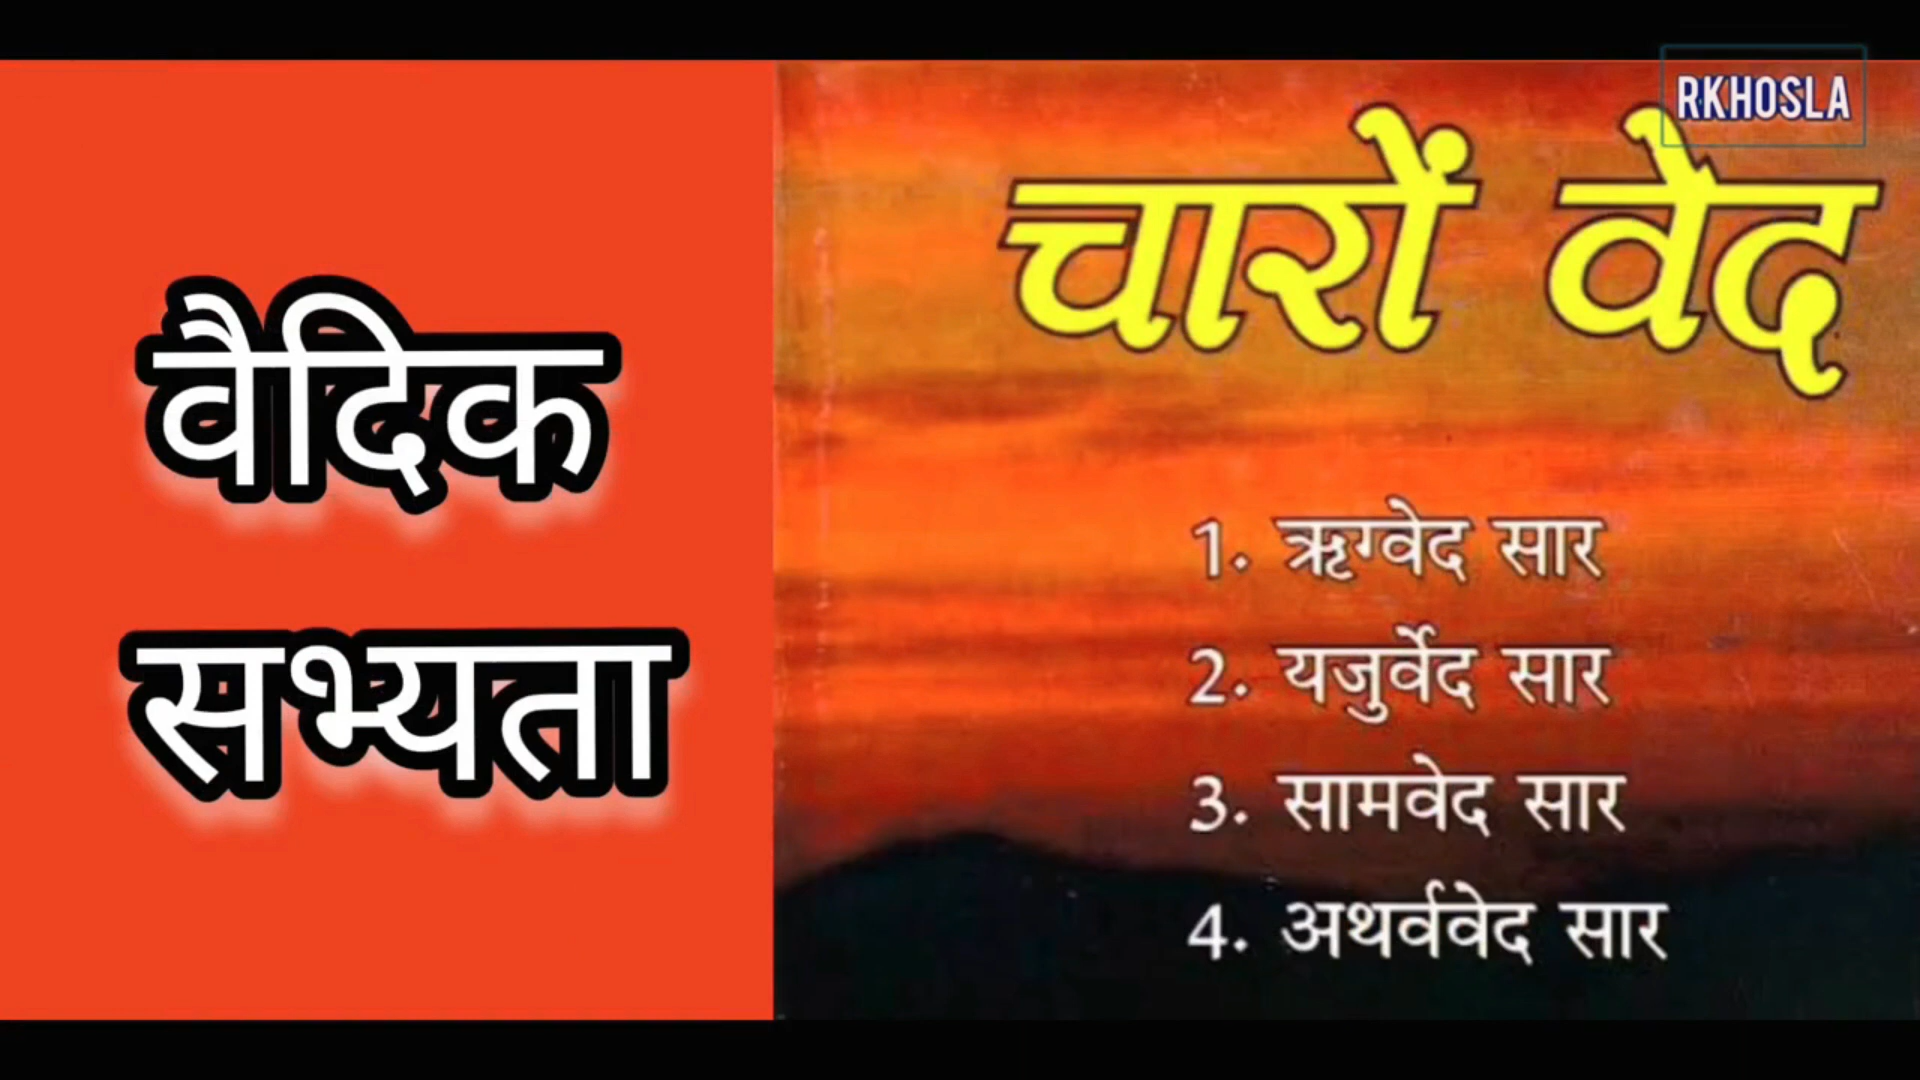 वैदिक
सभ्यता
RKHOSLA
चारों वेद
1. ऋग्वेद सार
2. यजुर्वेद सार
3. सामवेद सार
4. अथर्ववेद सार